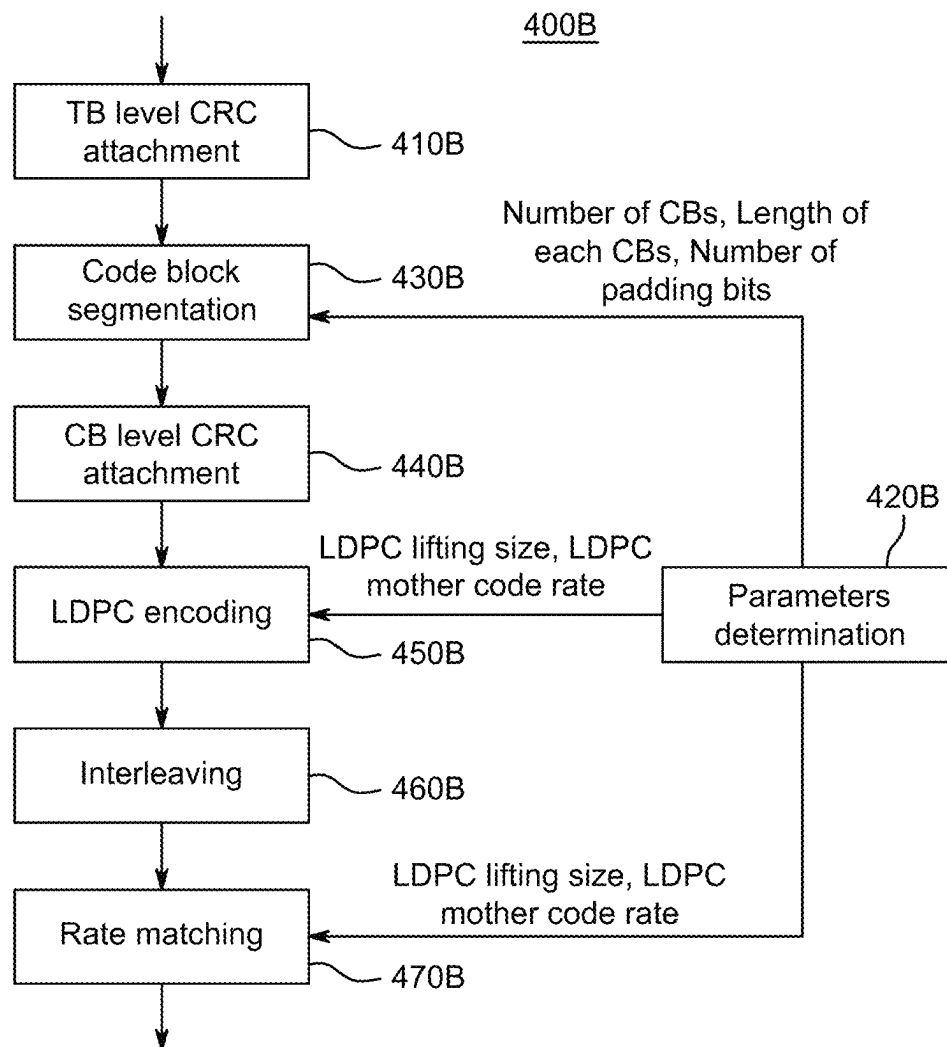 400B
TB level CRC
attachment
410B
Number of CBs, Length of
each CBs, Number of
padding bits
Code block
segmentation
430B
CB level CRC
attachment
440B
420B
LDPC lifting size, LDPC
mother code rate
Parameters
determination
LDPC encoding
450B
Interleaving
460B
LDPC lifting size, LDPC
mother code rate
Rate matching
470B